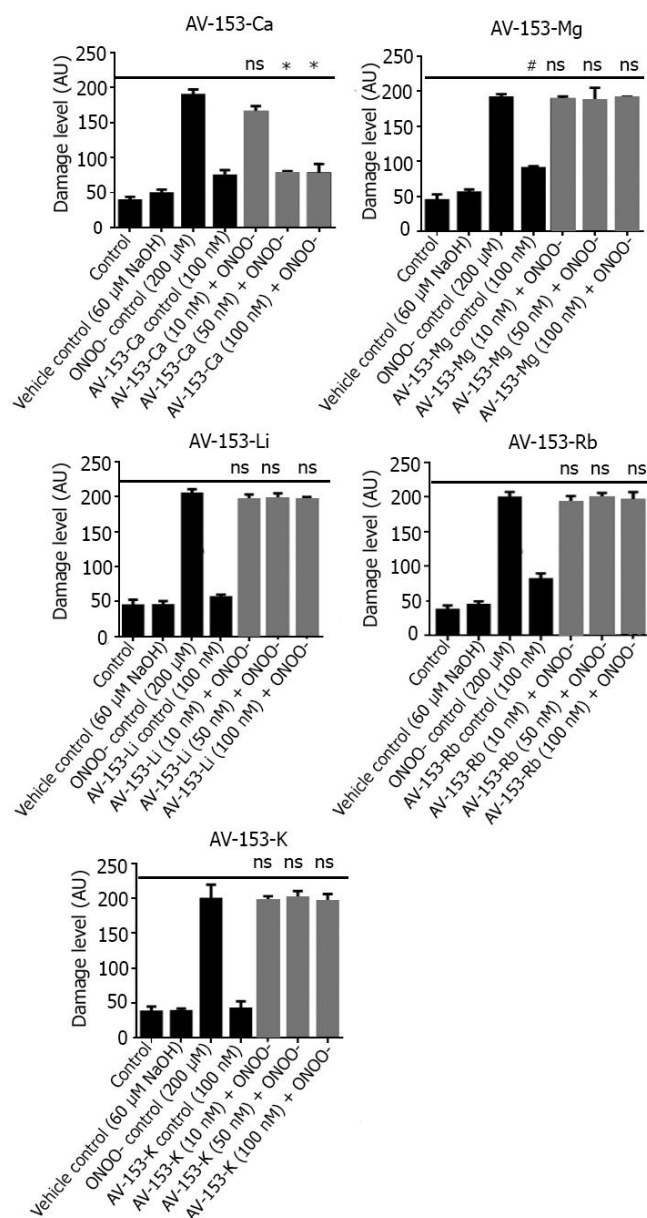 AV-153-Ca
Damage level (AU)
250
200
150
100
50
0
ns * *
Control
Vehicle control (60 µM NaOH)
ONOO- control (200 µM)
AV-153-Ca control (100 nM)
AV-153-Ca (10 nM) + ONOO-
AV-153-Ca (50 nM) + ONOO-
AV-153-Ca (100 nM) + ONOO-
AV-153-Mg
Damage level (AU)
250
200
150
100
50
0
# ns ns ns
Control
Vehicle control (60 µM NaOH)
ONOO- control (200 µM)
AV-153-Mg control (100 nM)
AV-153-Mg (10 nM) + ONOO-
AV-153-Mg (50 nM) + ONOO-
AV-153-Mg (100 nM) + ONOO-
AV-153-Li
Damage level (AU)
250
200
150
100
50
0
ns ns ns
Control
Vehicle control (60 µM NaOH)
ONOO- control (200 µM)
AV-153-Li control (100 nM)
AV-153-Li (10 nM) + ONOO-
AV-153-Li (50 nM) + ONOO-
AV-153-Li (100 nM) + ONOO-
AV-153-Rb
Damage level (AU)
250
200
150
100
50
0
ns ns ns
Control
Vehicle control (60 µM NaOH)
ONOO- control (200 µM)
AV-153-Rb control (100 nM)
AV-153-Rb (10 nM) + ONOO-
AV-153-Rb (50 nM) + ONOO-
AV-153-Rb (100 nM) + ONOO-
AV-153-K
Damage level (AU)
250
200
150
100
50
0
ns ns ns
Control
Vehicle control (60 µM NaOH)
ONOO- control (200 µM)
AV-153-K control (100 nM)
AV-153-K (10 nM) + ONOO-
AV-153-K (50 nM) + ONOO-
AV-153-K (100 nM) + ONOO-